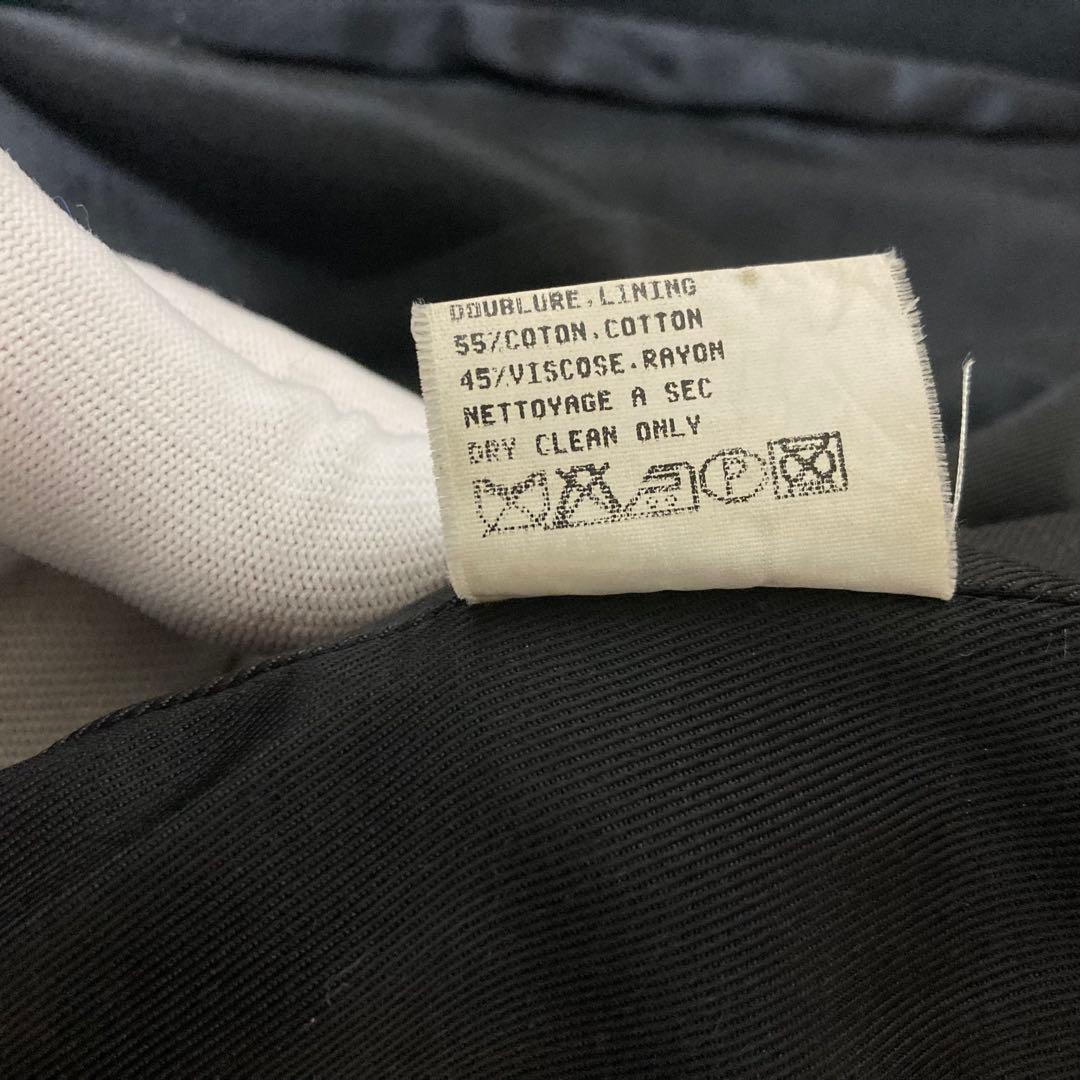 DOUBLURE,LINING
55%COTON,COTTON
45%VISCOSE.RAYON
NETTOYAGE A SEC
DRY CLEAN ONLY
P